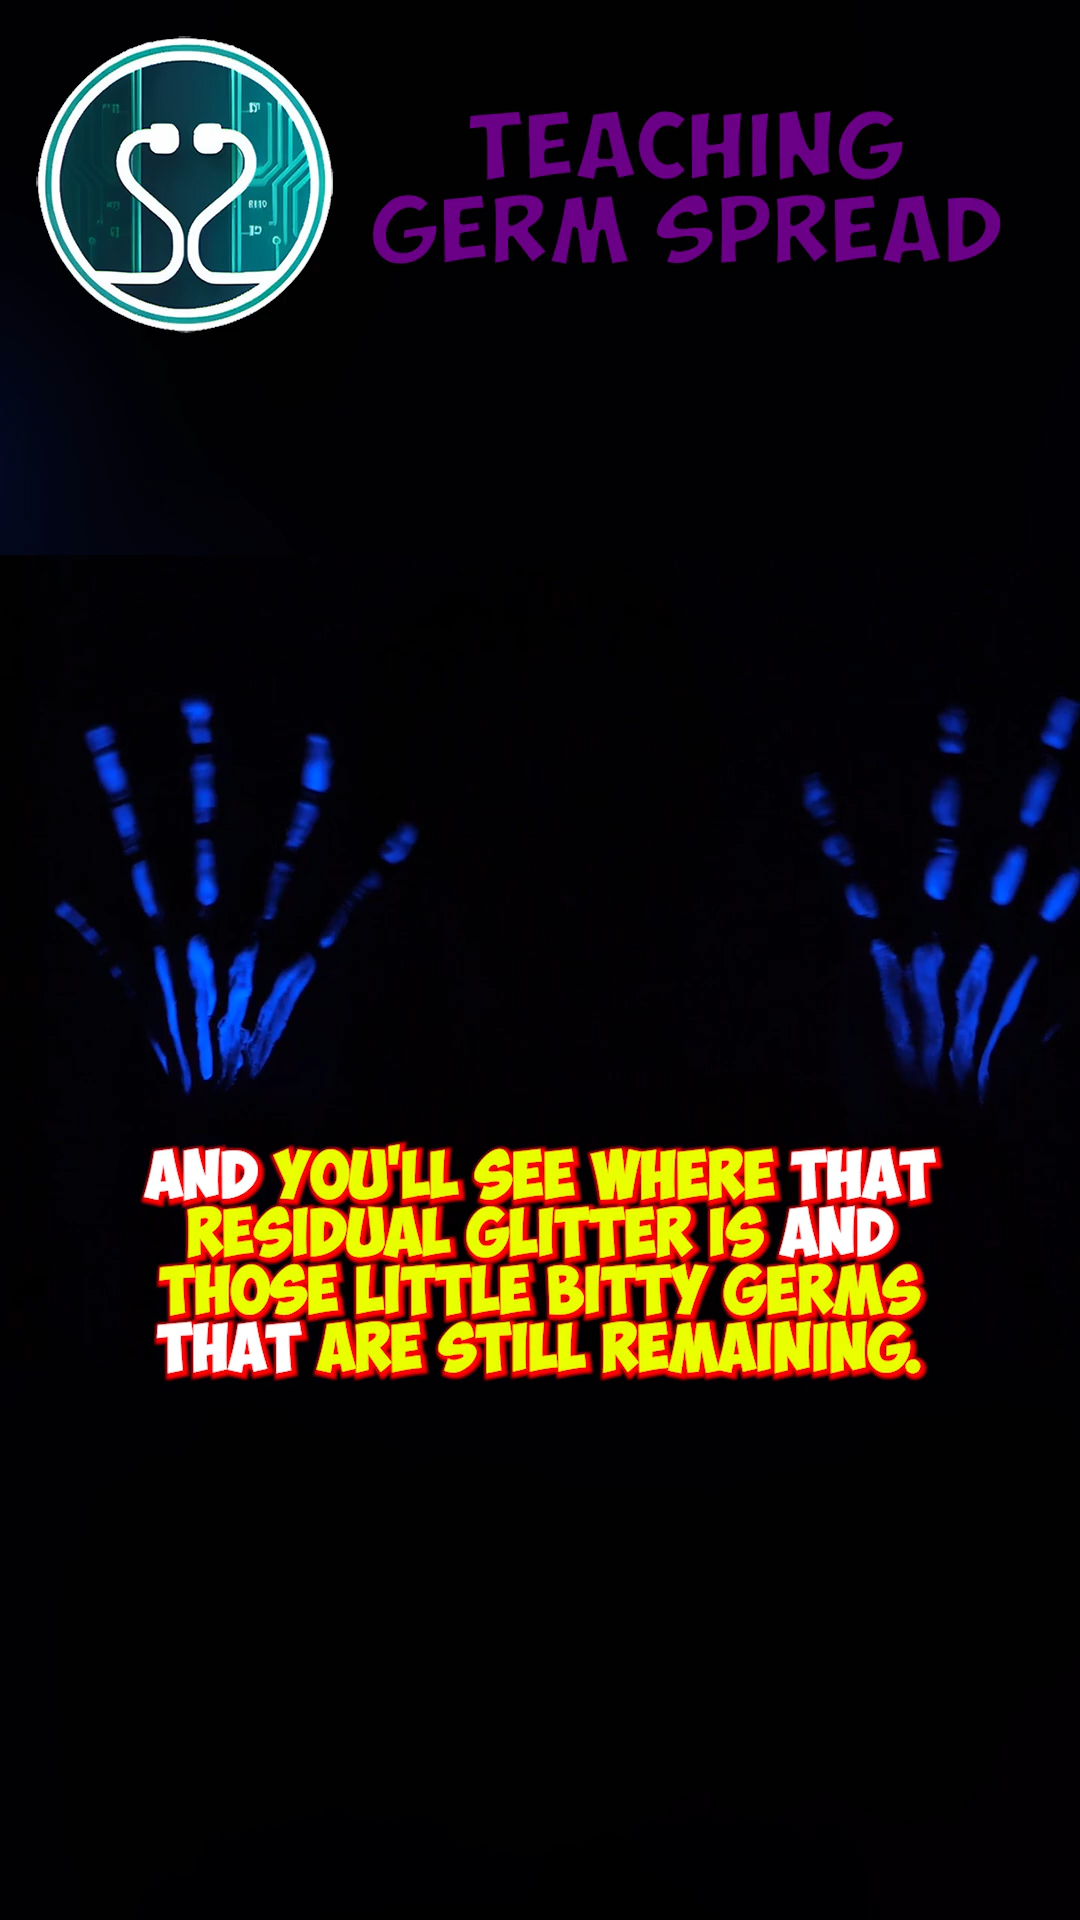 TEACHING
GERM SPREAD
AND YOU'LL SEE WHERE THAT
RESIDUAL GLITTER IS AND
THOSE LITTLE BITTY GERMS
THAT ARE STILL REMAINING.